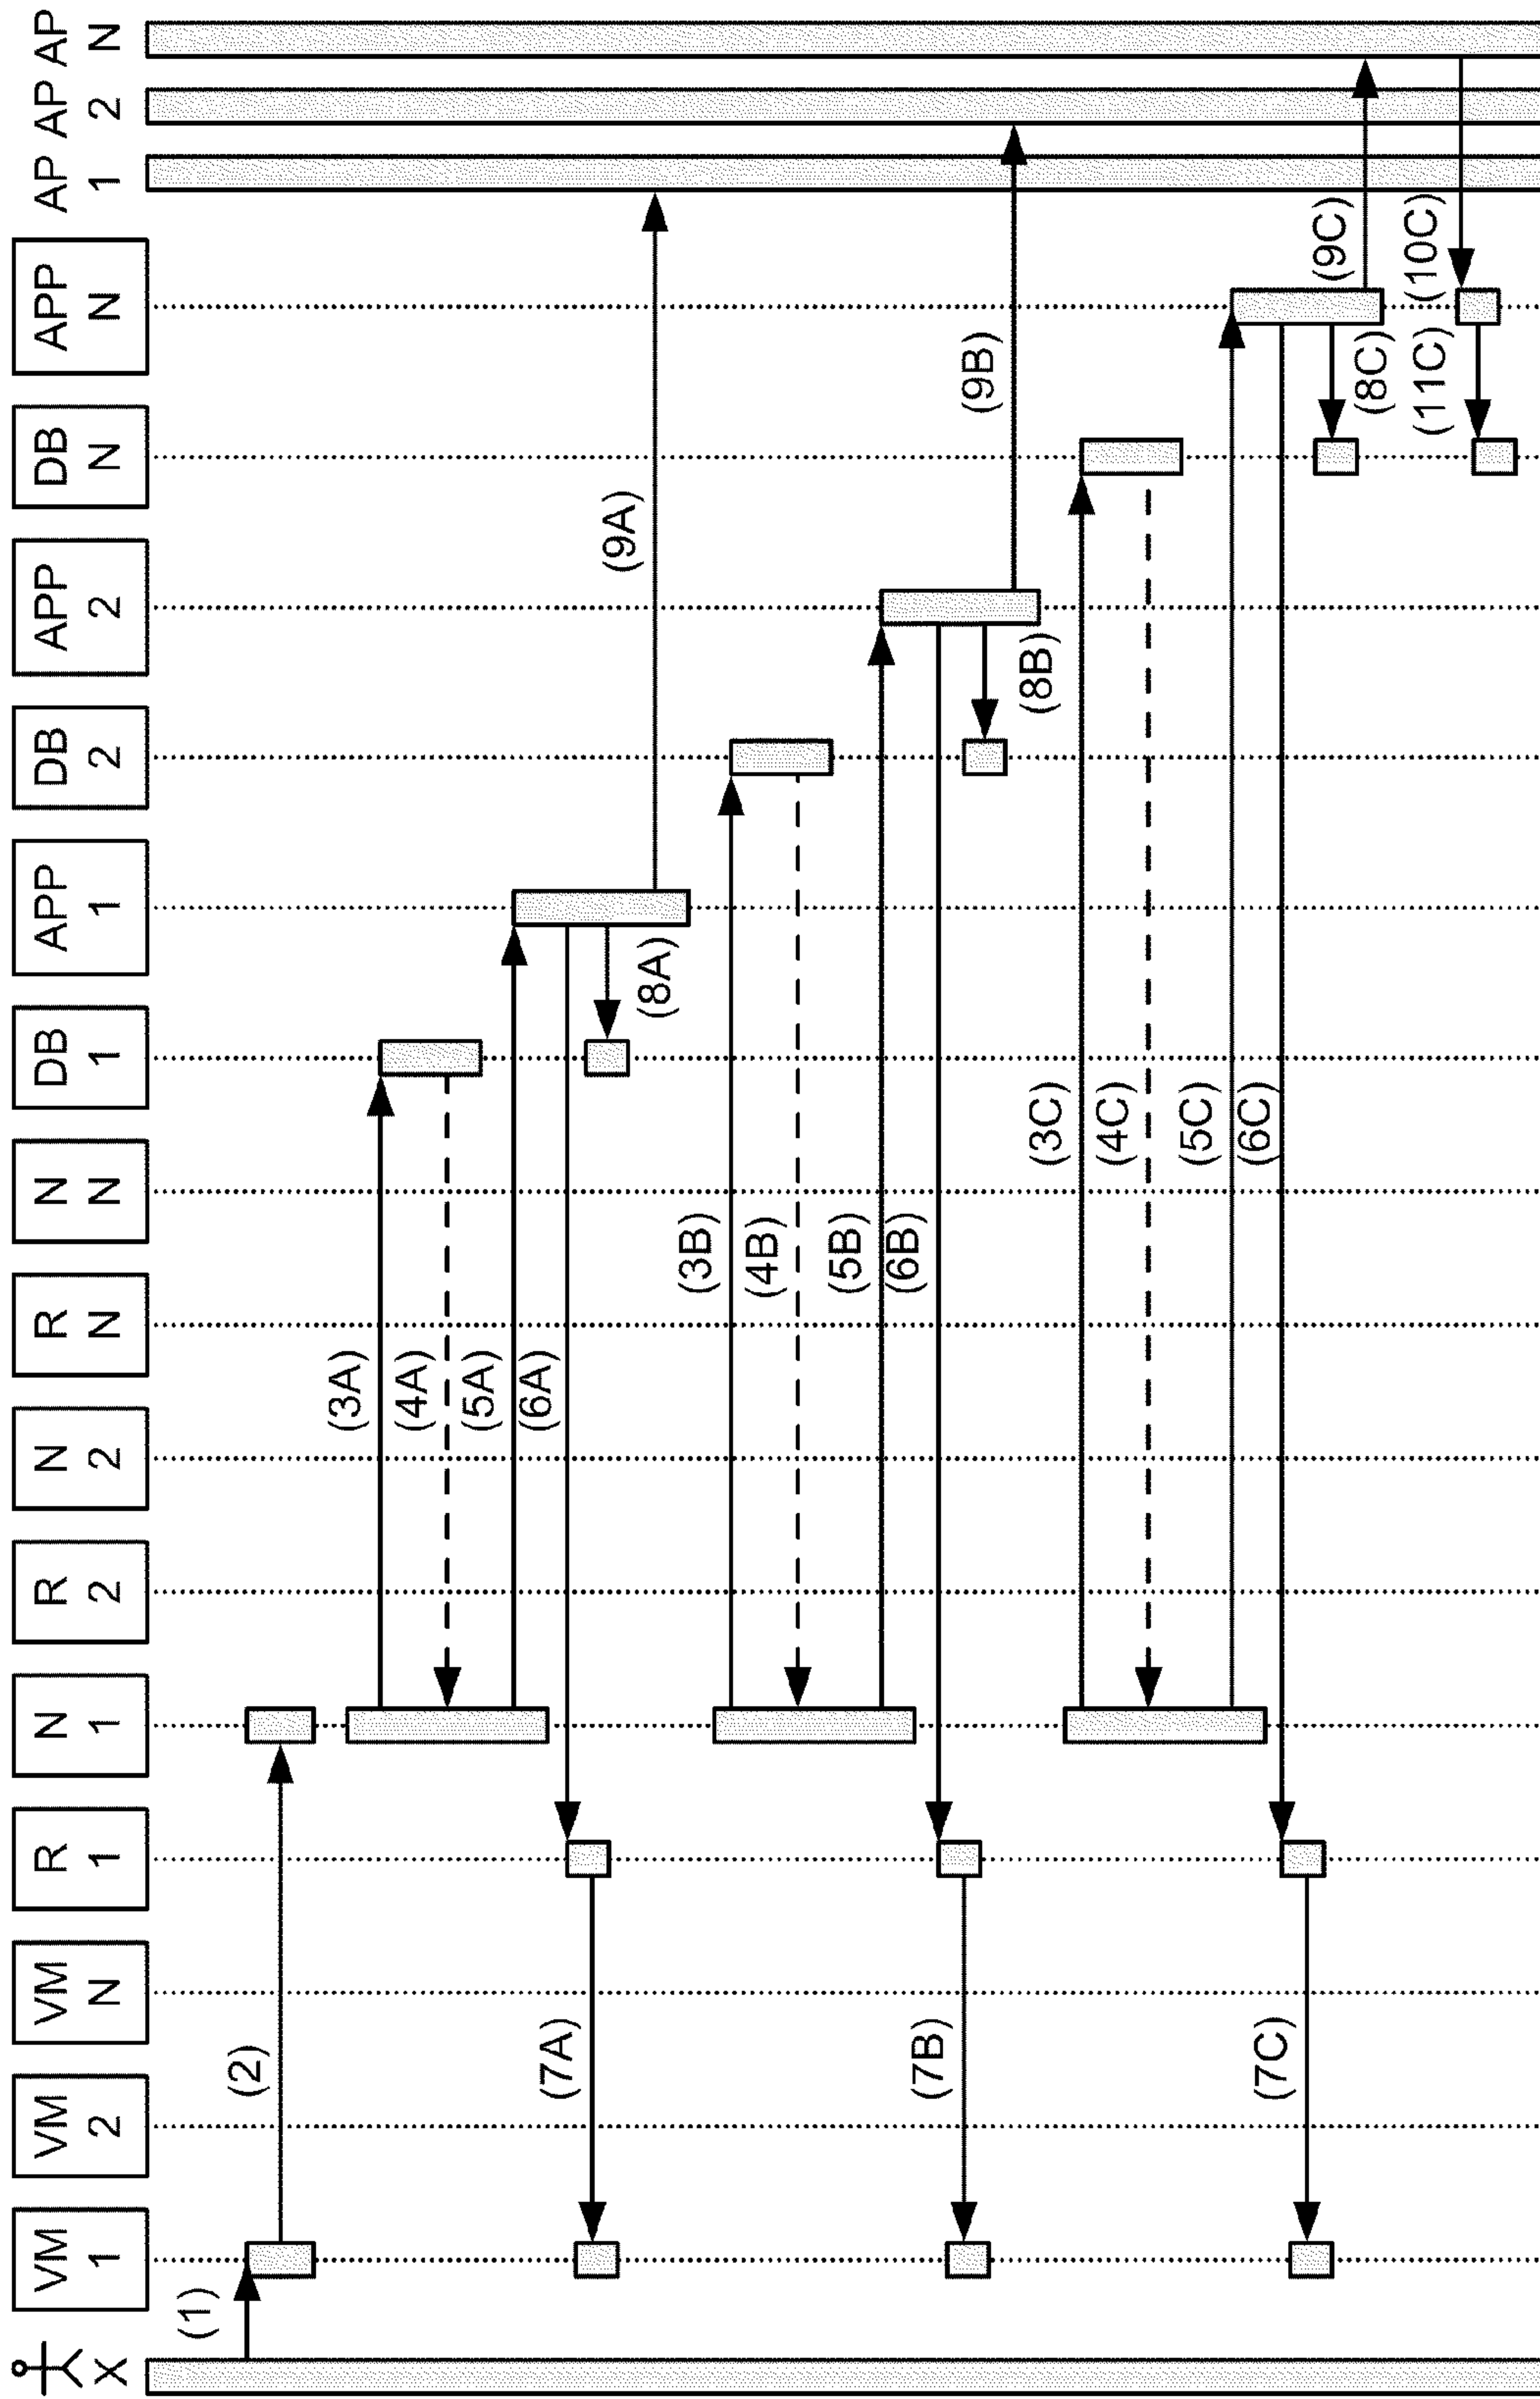 X
VM 1
VM 2
VM N
R 1
N 1
R 2
N 2
R N
N N
DB 1
APP 1
DB 2
APP 2
DB N
APP N
AP 1
AP 2
AP N
(1)
(2)
(3A)
(4A)
(5A)
(6A)
(7A)
(8A)
(9A)
(3B)
(4B)
(5B)
(6B)
(7B)
(8B)
(9B)
(3C)
(4C)
(5C)
(6C)
(7C)
(8C)
(9C)
(10C)
(11C)